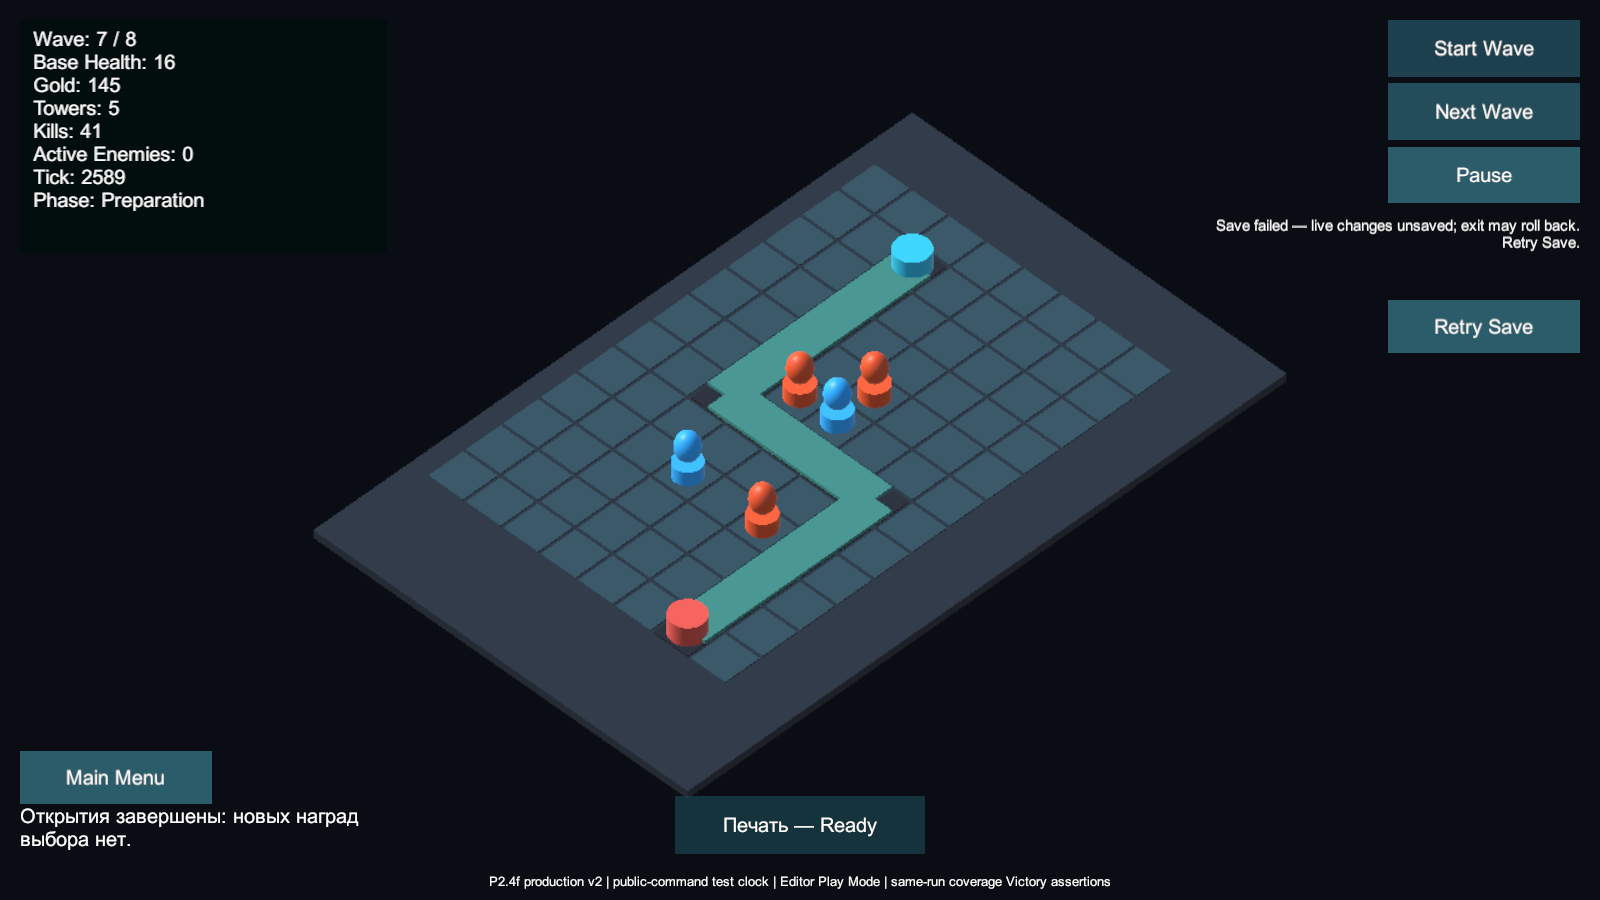 Wave: 7 / 8
Base Health: 16
Gold: 145
Towers: 5
Kills: 41
Active Enemies: 0
Tick: 2589
Phase: Preparation
Start Wave
Next Wave
Pause
Save failed — live changes unsaved; exit may roll back.
Retry Save.
Retry Save
Main Menu
Открытия завершены: новых наград
выбора нет.
Печать — Ready
P2.4f production v2 | public-command test clock | Editor Play Mode | same-run coverage Victory assertions